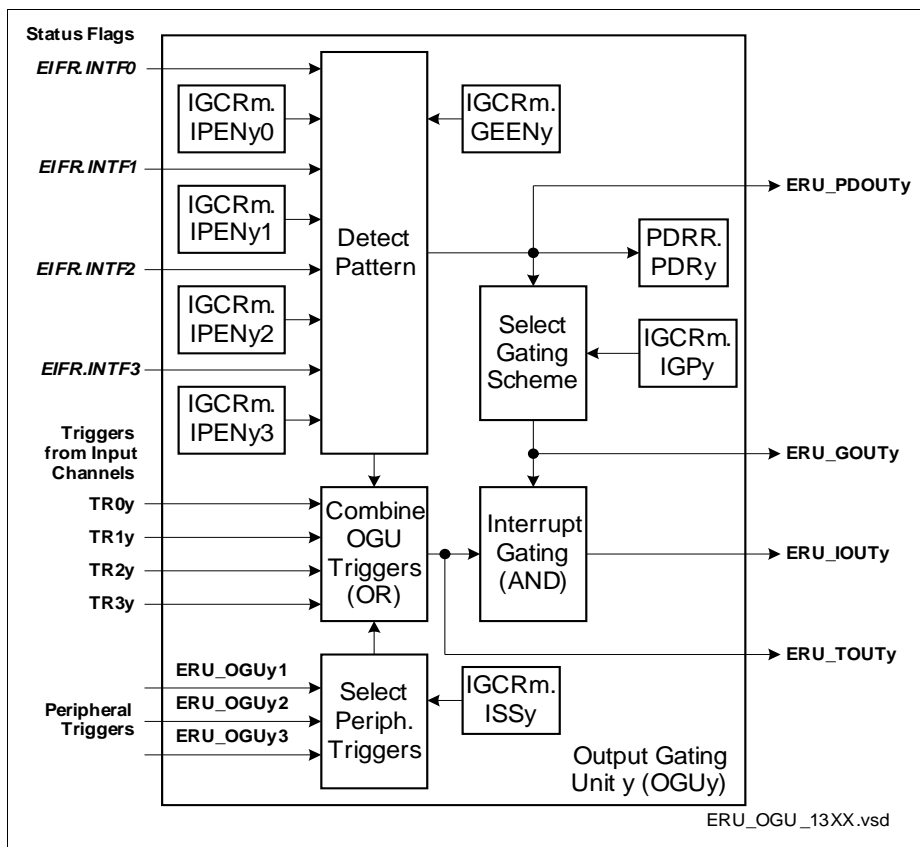 Status Flags
EIFR.INTF0
IGCRm.
IPENy0
IGCRm.
GEENy
EIFR.INTF1
ERU_PDOUTy
IGCRm.
IPENy1
Detect
Pattern
PDRR.
PDRy
EIFR.INTF2
IGCRm.
IPENy2
Select
Gating
Scheme
IGCRm.
IGPy
EIFR.INTF3
IGCRm.
IPENy3
Triggers
from Input
Channels
ERU_GOUTy
TR0y
TR1y
TR2y
TR3y
Combine
OGU
Triggers
(OR)
Interrupt
Gating
(AND)
ERU_IOUTy
ERU_TOUTy
Peripheral
Triggers
ERU_OGUy1
ERU_OGUy2
ERU_OGUy3
Select
Periph.
Triggers
IGCRm.
ISSy
Output Gating
Unit y (OGUy)
ERU_OGU_13XX.vsd